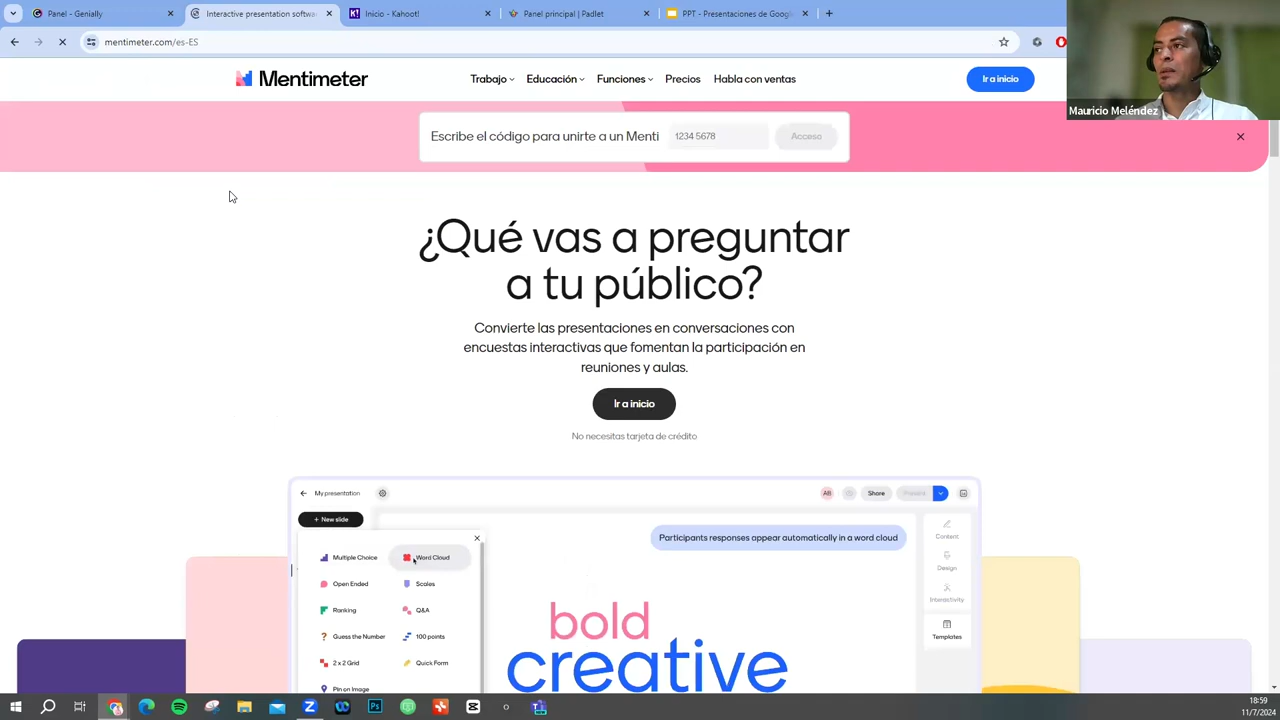 Panel - Genially
Interactive presentation softwa
Inicio - Kahoot!
Panel principal | Padlet
PPT - Presentaciones de Google
mentimeter.com/es-ES
Mentimeter
Trabajo
Educación
Funciones
Precios
Habla con ventas
Ir a inicio
Mauricio Meléndez
Escribe el código para unirte a un Menti
1234 5678
Acceso
¿Qué vas a preguntar
a tu público?
Convierte las presentaciones en conversaciones con
encuestas interactivas que fomentan la participación en
reuniones y aulas.
Ir a inicio
No necesitas tarjeta de crédito
My presentation
AB
Share
Present
+ New slide
Participants responses appear automatically in a word cloud
Content
Design
Interactivity
Templates
Multiple Choice
Word Cloud
Open Ended
Scales
Ranking
Q&A
Guess the Number
100 points
2 x 2 Grid
Quick Form
Pin on Image
bold
creative
18:59
11/7/2024